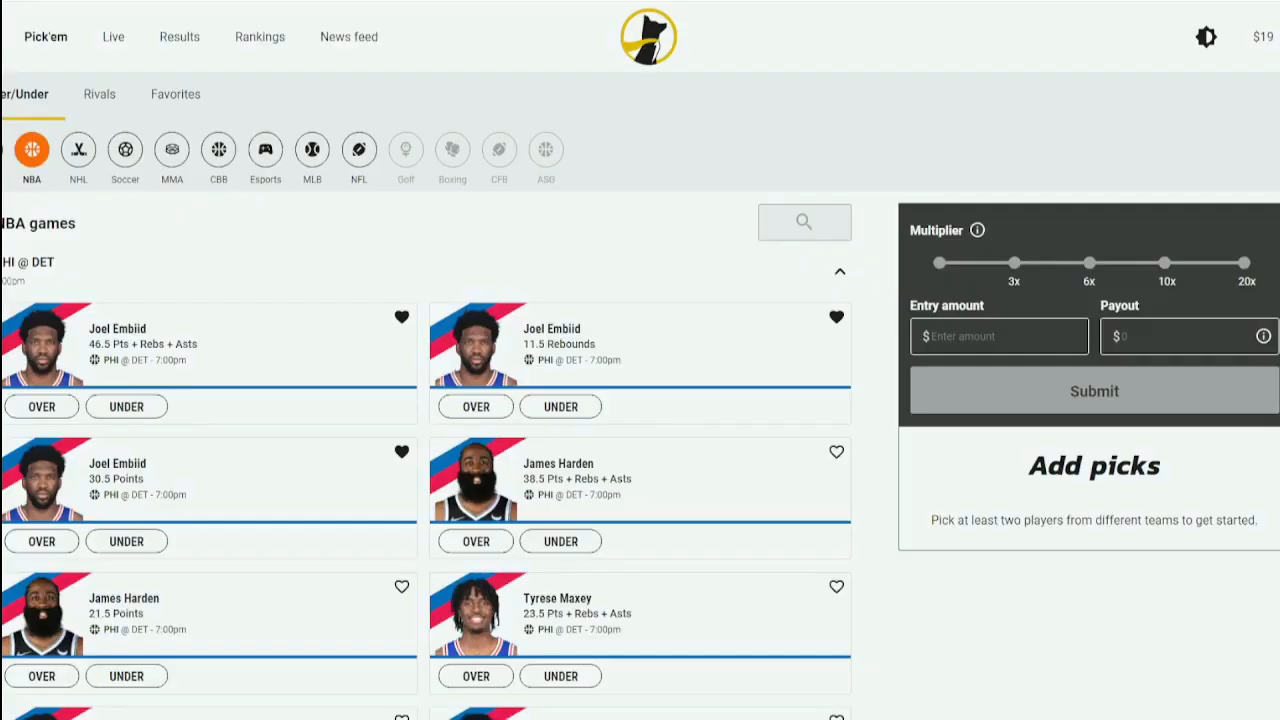 Pick'em Live Results Rankings News feed $19
er/Under Rivals Favorites
NBA NHL Soccer MMA CBB Esports MLB NFL Golf Boxing CFB ASG
NBA games
HI @ DET
00pm
Joel Embiid
46.5 Pts + Rebs + Asts
PHI @ DET - 7:00pm
OVER UNDER
Joel Embiid
11.5 Rebounds
PHI @ DET - 7:00pm
OVER UNDER
Joel Embiid
30.5 Points
PHI @ DET - 7:00pm
OVER UNDER
James Harden
38.5 Pts + Rebs + Asts
PHI @ DET - 7:00pm
OVER UNDER
James Harden
21.5 Points
PHI @ DET - 7:00pm
OVER UNDER
Tyrese Maxey
23.5 Pts + Rebs + Asts
PHI @ DET - 7:00pm
OVER UNDER
Multiplier
3x 6x 10x 20x
Entry amount Payout
$ Enter amount $ 0
Submit
Add picks
Pick at least two players from different teams to get started.